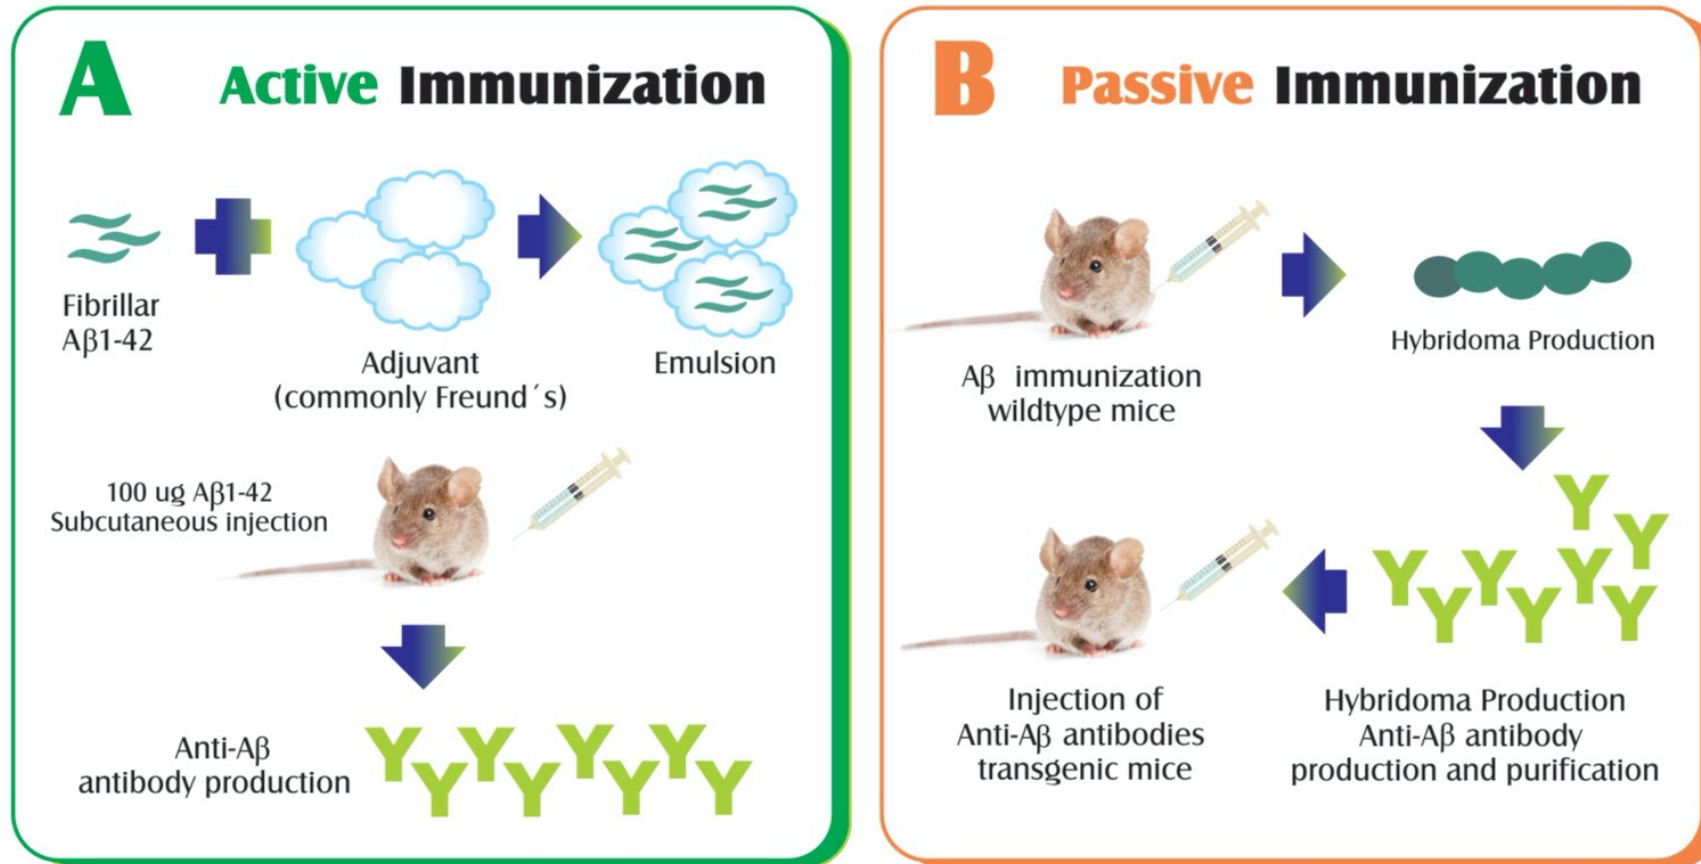 A
Active Immunization
Fibrillar
Aβ1-42
Adjuvant
(commonly Freund´s)
Emulsion
100 ug Aβ1-42
Subcutaneous injection
Anti-Aβ
antibody production
B
Passive Immunization
Aβ immunization
wildtype mice
Hybridoma Production
Hybridoma Production
Anti-Aβ antibody
production and purification
Injection of
Anti-Aβ antibodies
transgenic mice